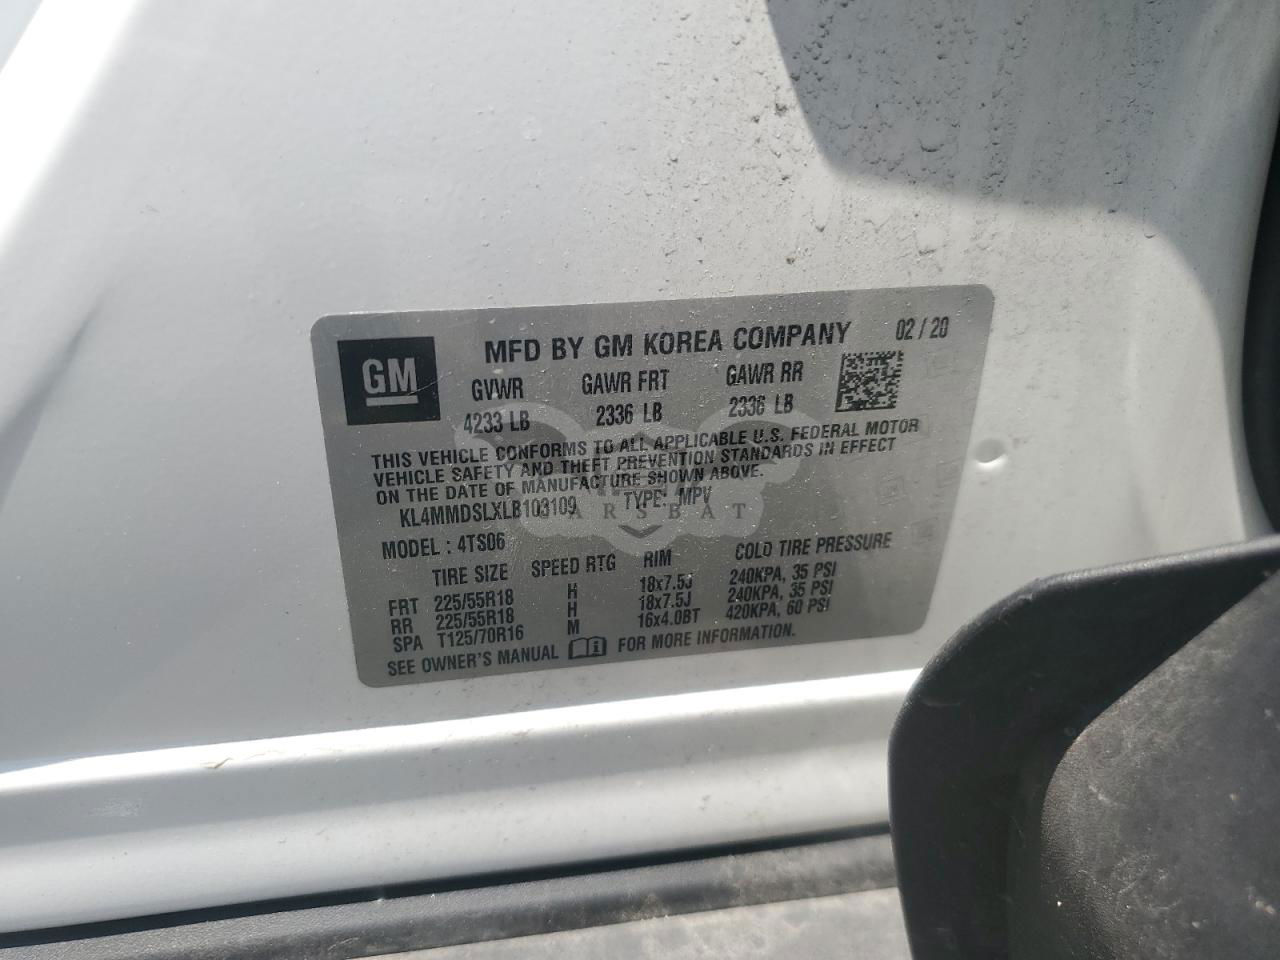 GM
MFD BY GM KOREA COMPANY 02 / 20
GVWR GAWR FRT GAWR RR
4233 LB 2336 LB 2336 LB
THIS VEHICLE CONFORMS TO ALL APPLICABLE U.S. FEDERAL MOTOR
VEHICLE SAFETY AND THEFT PREVENTION STANDARDS IN EFFECT
ON THE DATE OF MANUFACTURE SHOWN ABOVE.
KL4MMDSLXLB103109 TYPE: MPV
ARSBAT
MODEL : 4TS06
TIRE SIZE SPEED RTG RIM COLD TIRE PRESSURE
FRT 225/55R18 H 18x7.5J 240KPA, 35 PSI
RR 225/55R18 H 18x7.5J 240KPA, 35 PSI
SPA T125/70R16 M 16x4.0BT 420KPA, 60 PSI
SEE OWNER'S MANUAL FOR MORE INFORMATION.